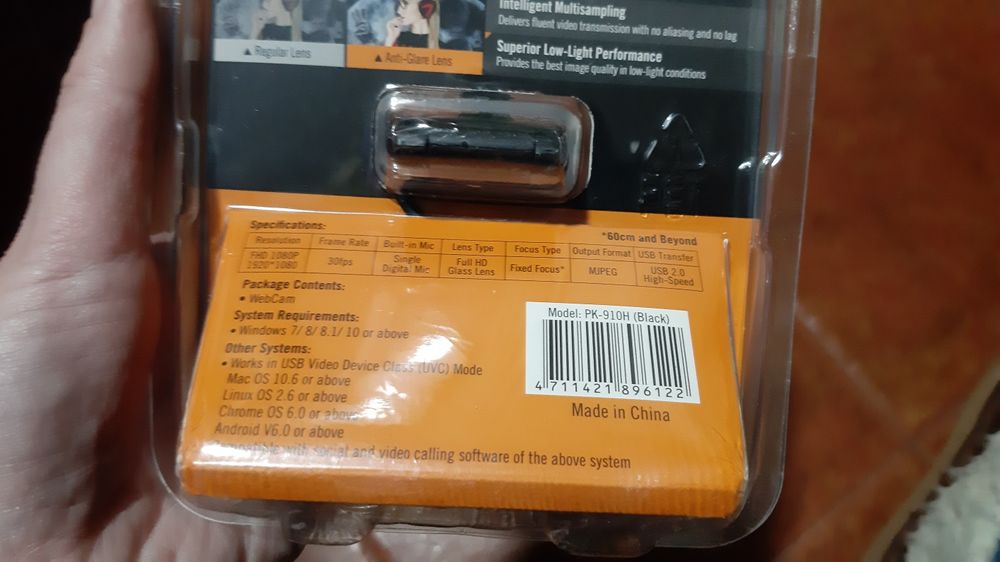 Intelligent Multisampling
Delivers fluent video transmission with no aliasing and no lag
Superior Low-Light Performance
Provides the best image quality in low-light conditions
▲ Regular Lens
▲ Anti-Glare Lens
Specifications:
*60cm and Beyond
Resolution Frame Rate Built-in Mic Lens Type Focus Type Output Format USB Transfer
FHD 1080P 30fps Single Full HD Fixed Focus* MJPEG USB 2.0
1920*1080 Digital Mic Glass Lens High-Speed
Package Contents:
• WebCam
System Requirements:
• Windows 7/ 8/ 8.1/ 10 or above
Other Systems:
• Works in USB Video Device Class (UVC) Mode
Mac OS 10.6 or above
Linux OS 2.6 or above
Chrome OS 6.0 or above
Android V6.0 or above
Compatible with social and video calling software of the above system
Model: PK-910H (Black)
4 711421 896122
Made in China